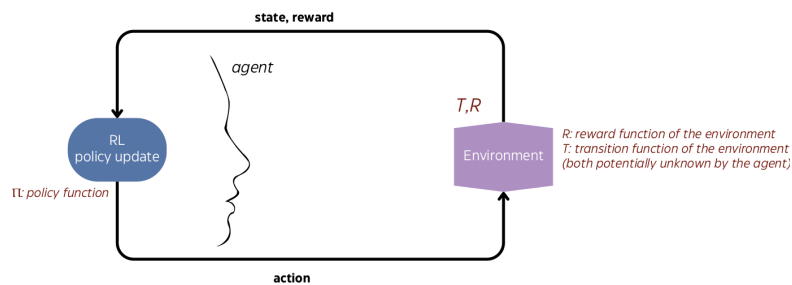 state, reward
agent
T,R
RL
policy update
Environment
R: reward function of the environment
T: transition function of the environment
(both potentially unknown by the agent)
Π: policy function
action